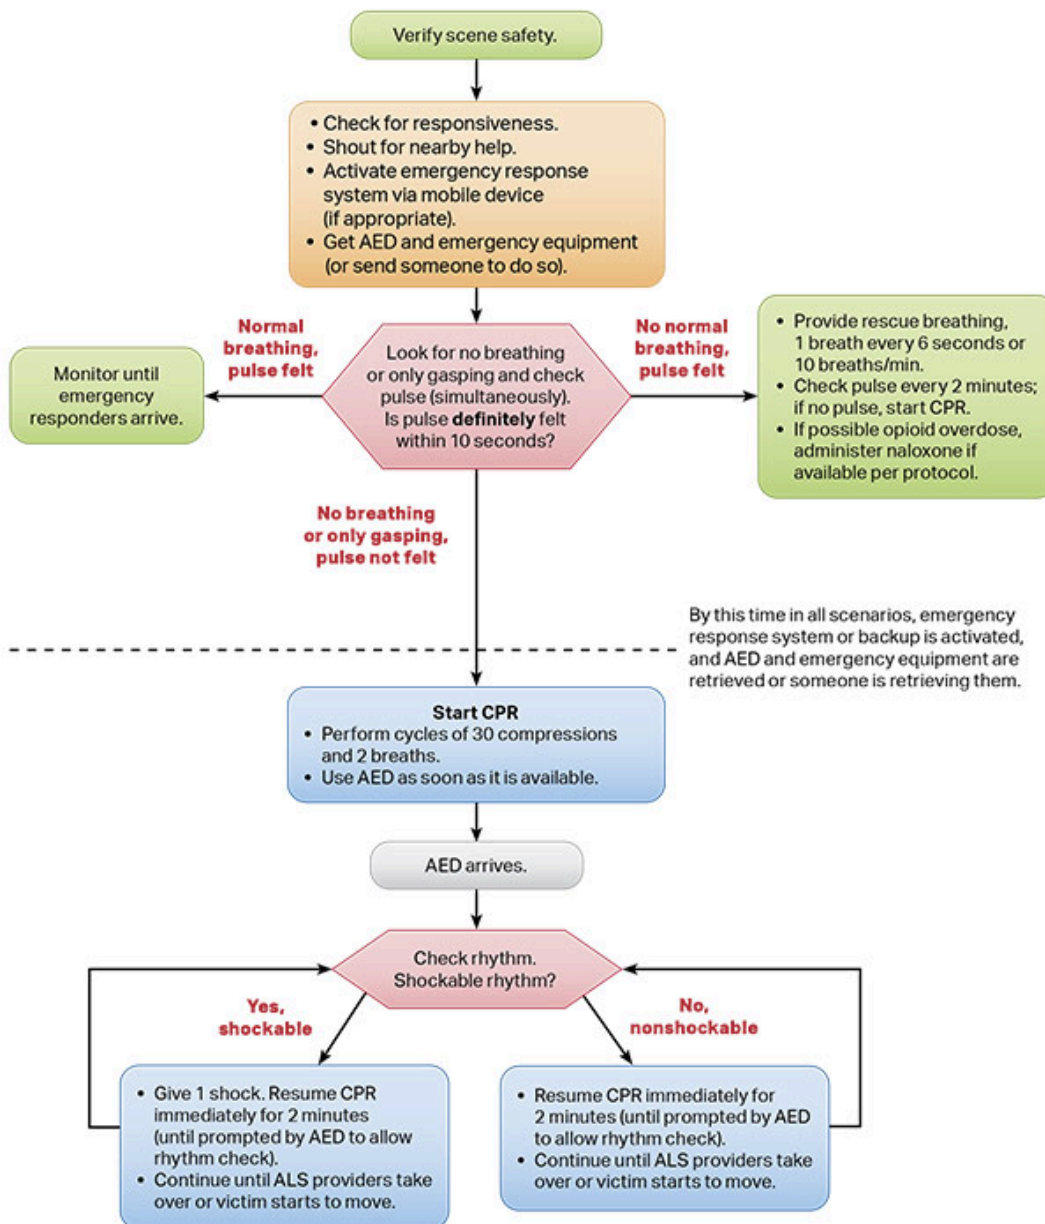 Verify scene safety.
• Check for responsiveness.
• Shout for nearby help.
• Activate emergency response
system via mobile device
(if appropriate).
• Get AED and emergency equipment
(or send someone to do so).
Normal
breathing,
pulse felt
Monitor until
emergency
responders arrive.
Look for no breathing
or only gasping and check
pulse (simultaneously).
Is pulse definitely felt
within 10 seconds?
No normal
breathing,
pulse felt
• Provide rescue breathing,
1 breath every 6 seconds or
10 breaths/min.
• Check pulse every 2 minutes;
if no pulse, start CPR.
• If possible opioid overdose,
administer naloxone if
available per protocol.
No breathing
or only gasping,
pulse not felt
By this time in all scenarios, emergency
response system or backup is activated,
and AED and emergency equipment are
retrieved or someone is retrieving them.
Start CPR
• Perform cycles of 30 compressions
and 2 breaths.
• Use AED as soon as it is available.
AED arrives.
Check rhythm.
Shockable rhythm?
Yes,
shockable
No,
nonshockable
• Give 1 shock. Resume CPR
immediately for 2 minutes
(until prompted by AED to allow
rhythm check).
• Continue until ALS providers take
over or victim starts to move.
• Resume CPR immediately for
2 minutes (until prompted by AED
to allow rhythm check).
• Continue until ALS providers take
over or victim starts to move.